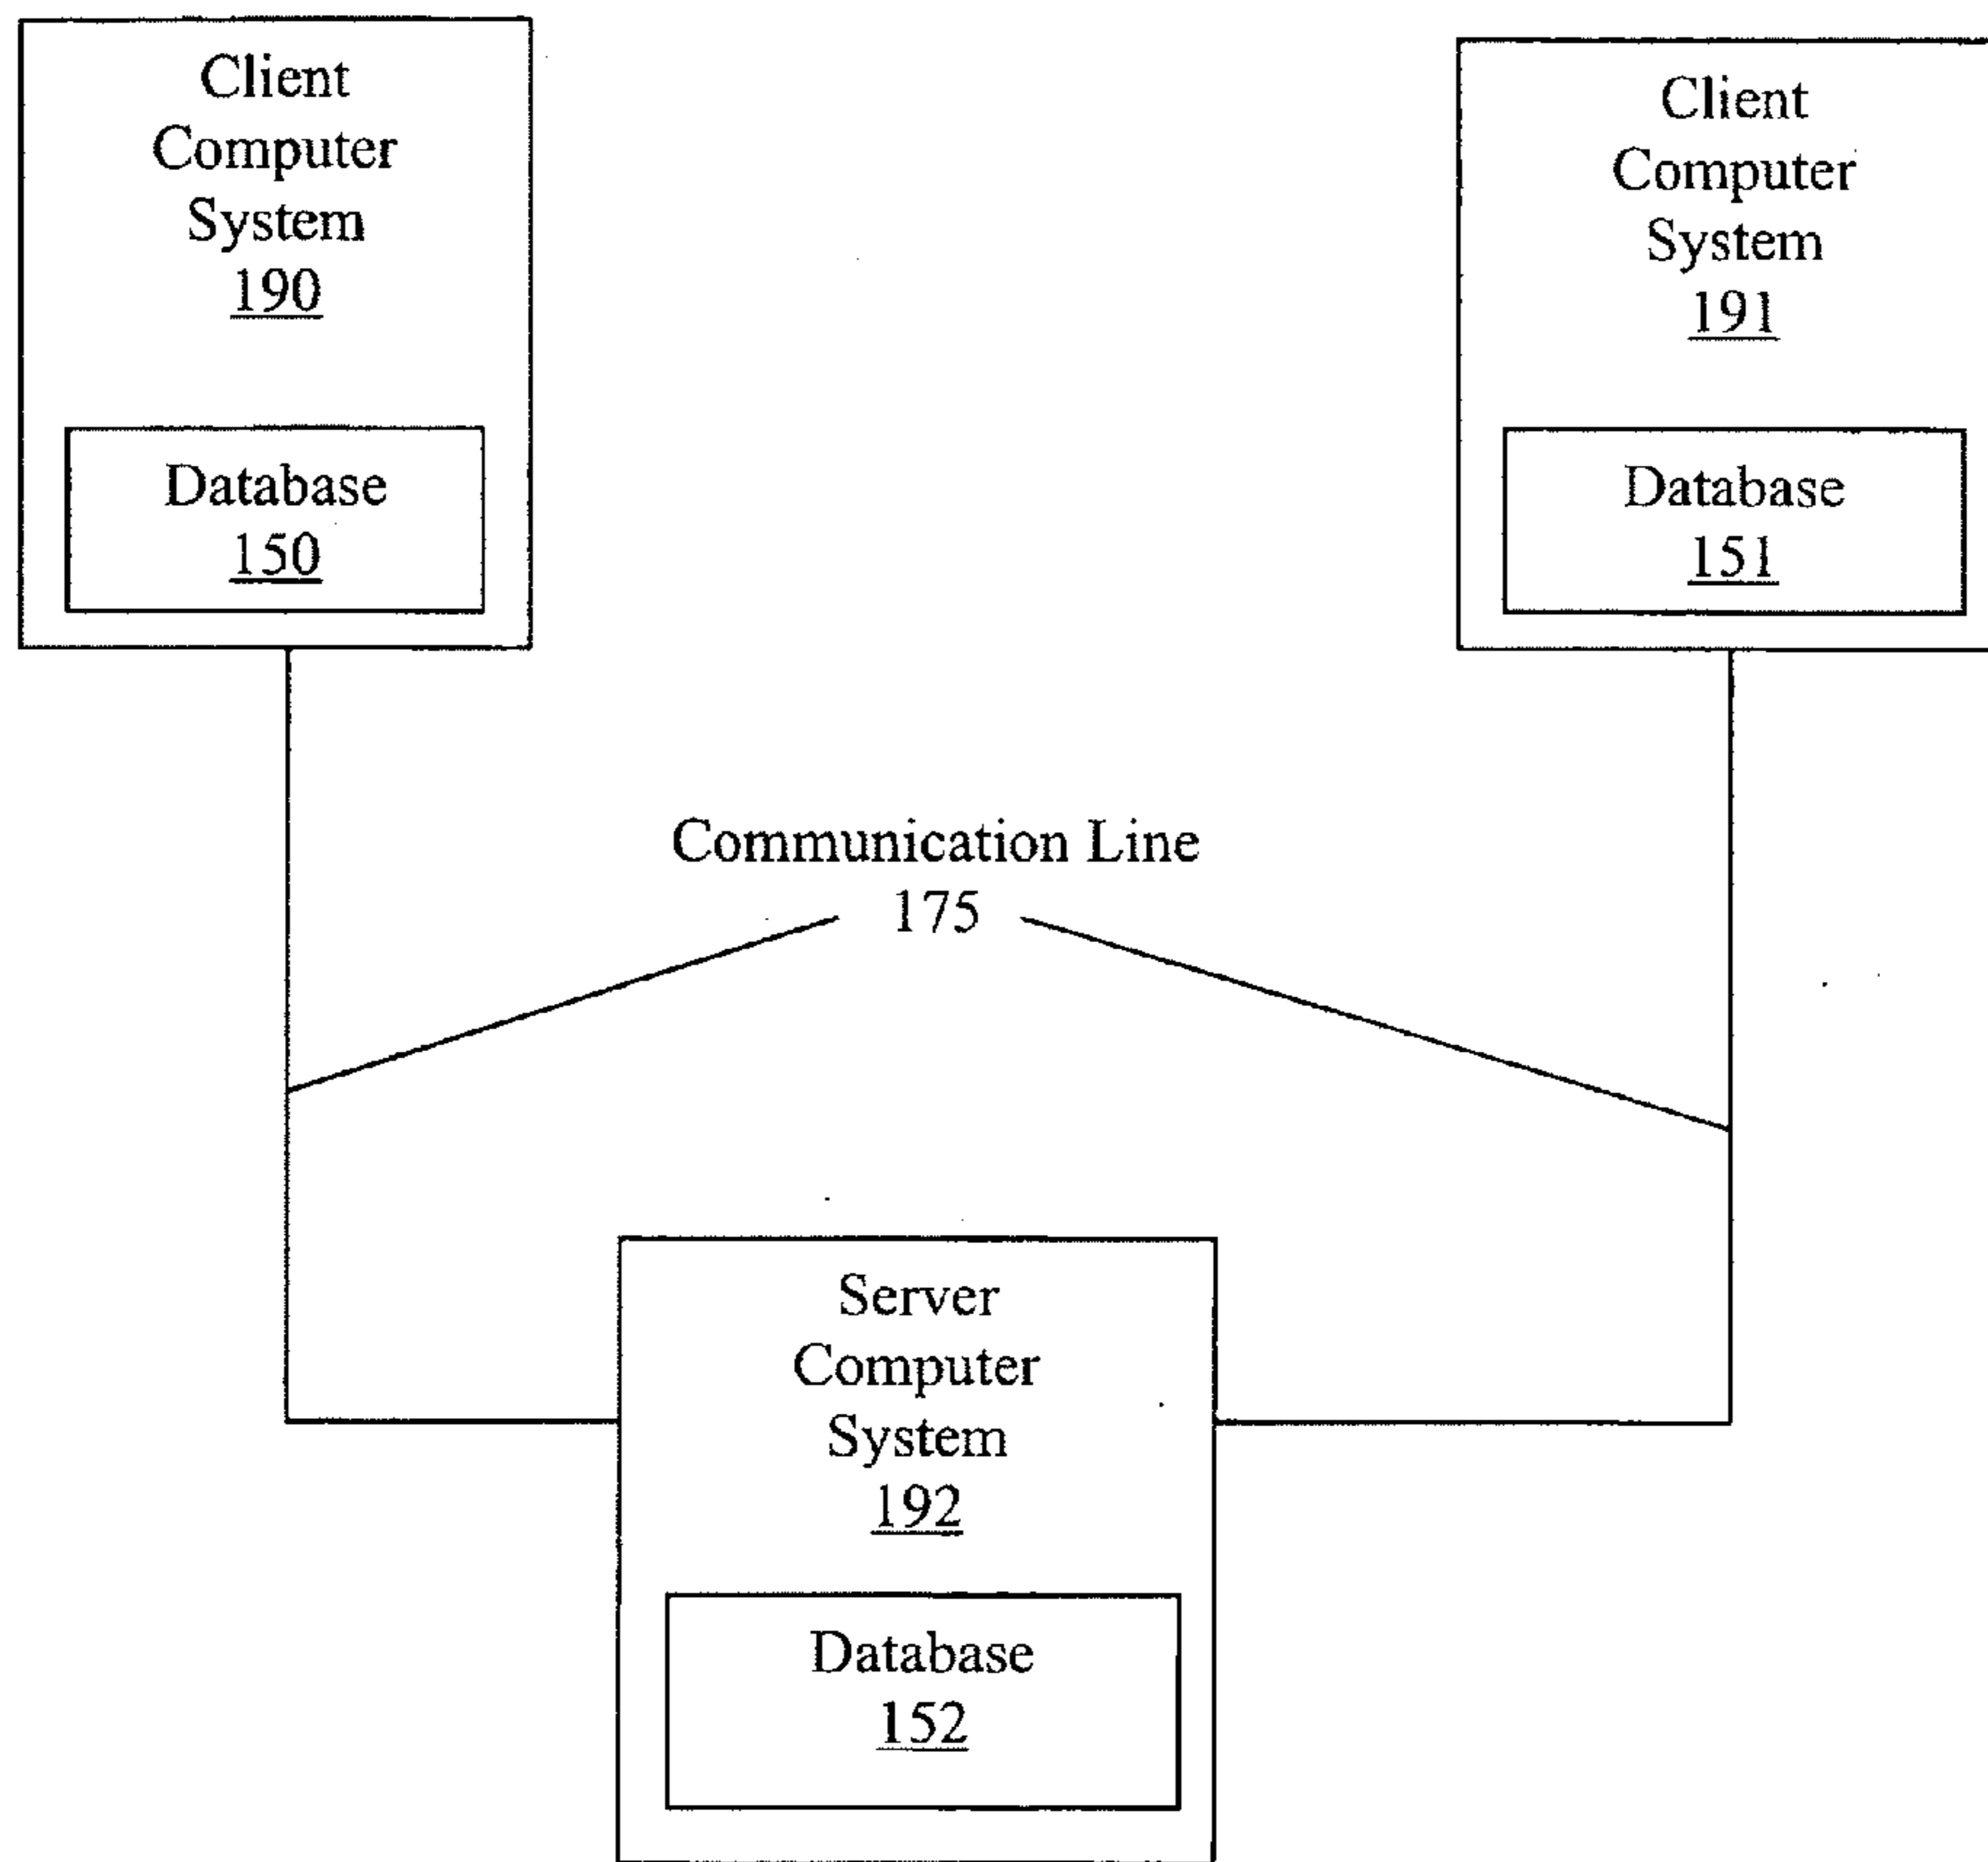 Client
Computer
System
190
Database
150
Client
Computer
System
191
Database
151
Communication Line
175
Server
Computer
System
192
Database
152